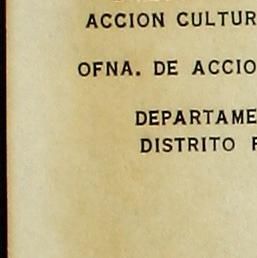 ACCION CULTUR
OFNA. DE ACCIO
DEPARTAME
DISTRITO F